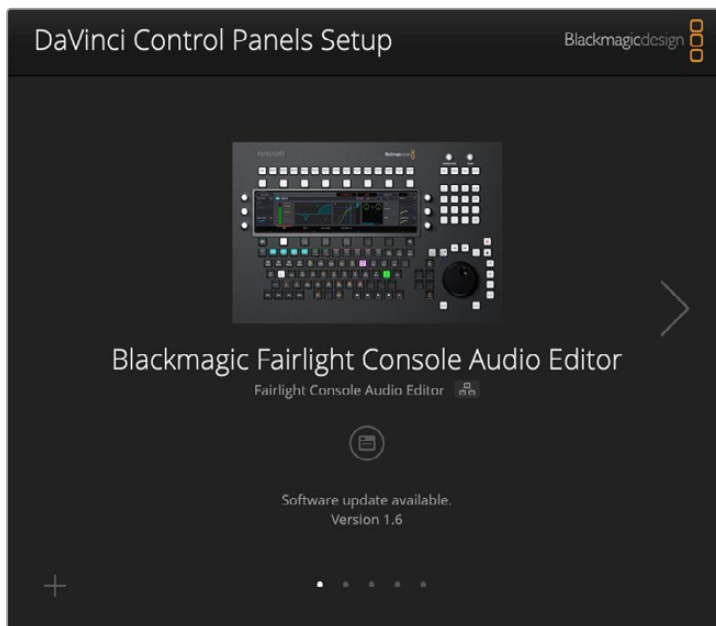 DaVinci Control Panels Setup
Blackmagicdesign
Blackmagic Fairlight Console Audio Editor
Fairlight Console Audio Editor
Software update available.
Version 1.6